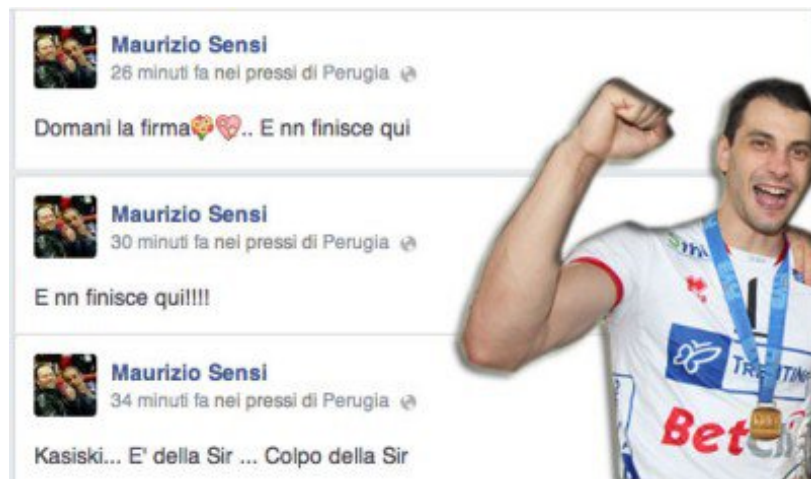 Maurizio Sensi
26 minuti fa nei pressi di Perugia
Domani la firma.. E nn finisce qui
Maurizio Sensi
30 minuti fa nei pressi di Perugia
E nn finisce qui!!!!
Maurizio Sensi
34 minuti fa nei pressi di Perugia
Kasiski... E' della Sir ... Colpo della Sir
1